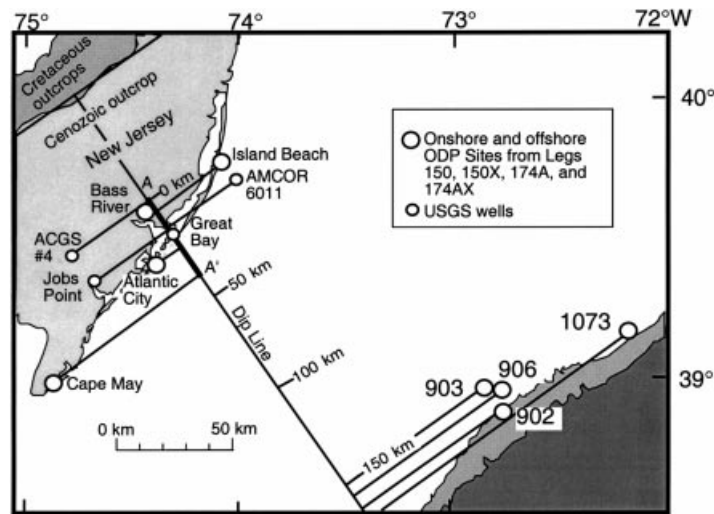 75°
74°
73°
72°W
Cretaceous
outcrops
Cenozoic outcrop
New Jersey
40°
Onshore and offshore
ODP Sites from Legs
150, 150X, 174A, and
174AX
USGS wells
Island Beach
AMCOR
6011
Bass
River
A
0 km
Great
Bay
ACGS
#4
Jobs
Point
Atlantic
City
A'
50 km
Dip Line
1073
Cape May
100 km
903
906
39°
902
0 km
50 km
150 km